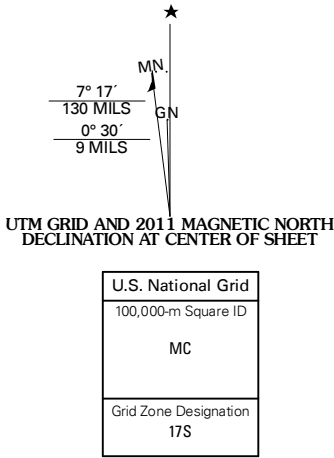 ★
MN.
7° 17´
130 MILS
GN
0° 30´
9 MILS
UTM GRID AND 2011 MAGNETIC NORTH
DECLINATION AT CENTER OF SHEET
U.S. National Grid
100,000-m Square ID
MC
Grid Zone Designation
17S